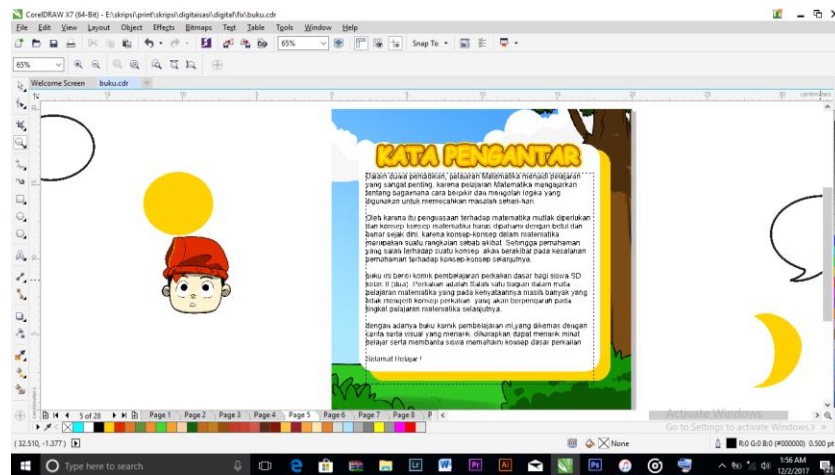 CorelDRAW X7 (64-Bit) - E:\skripsi\print\skripsi\digitaisasi\digital\fix\buku.cdr
File Edit View Layout Object Effects Bitmaps Text Table Tools Window Help
65% Snap To
65%
Welcome Screen buku.cdr
centimeters
KATA PENGANTAR
Dalam dunia pendidikan, pelajaran Matematika menjadi pelajaran
yang sangat penting, karena pelajaran Matematika mengajarkan
tentang bagaimana cara berpikir dan mengolah logika yang
digunakan untuk memecahkan masalah sehari-hari.
Oleh karena itu penguasaan terhadap matematika mutlak diperlukan
dan konsep konsep matematika harus dipahami dengan betul dan
benar sejak dini, karena konsep-konsep dalam matematika
merupakan suatu rangkaian sebab akibat. Sehingga pemahaman
yang salah terhadap suatu konsep akan berakibat pada kesalahan
pemahaman terhadap konsep-konsep selanjutnya.
buku ini berisi komik pembelajaran perkalian dasar bagi siswa SD
kelas II (dua). Perkalian adalah Salah satu bagian dalam mata
pelajaran matematika yang pada kenyataannya masih banyak yang
tidak mengerti konsep perkalian yang akan berpengaruh pada
tingkat pelajaran matematika selanjutnya.
dengan adanya buku komik pembelajaran ini,yang dikemas dengan
cerita serta visual yang menarik, diharapkan dapat menarik minat
belajar serta membantu siswa memahami konsep dasar perkalian
Selamat Belajar !
5 of 28 Page 1 Page 2 Page 3 Page 4 Page 5 Page 6 Page 7 Page 8 P
Activate Windows
Go to Settings to activate Windows.
( 32.510, -1.377 ) None R:0 G:0 B:0 (#000000) 0.500 pt
Type here to search
1:56 AM
12/2/2017